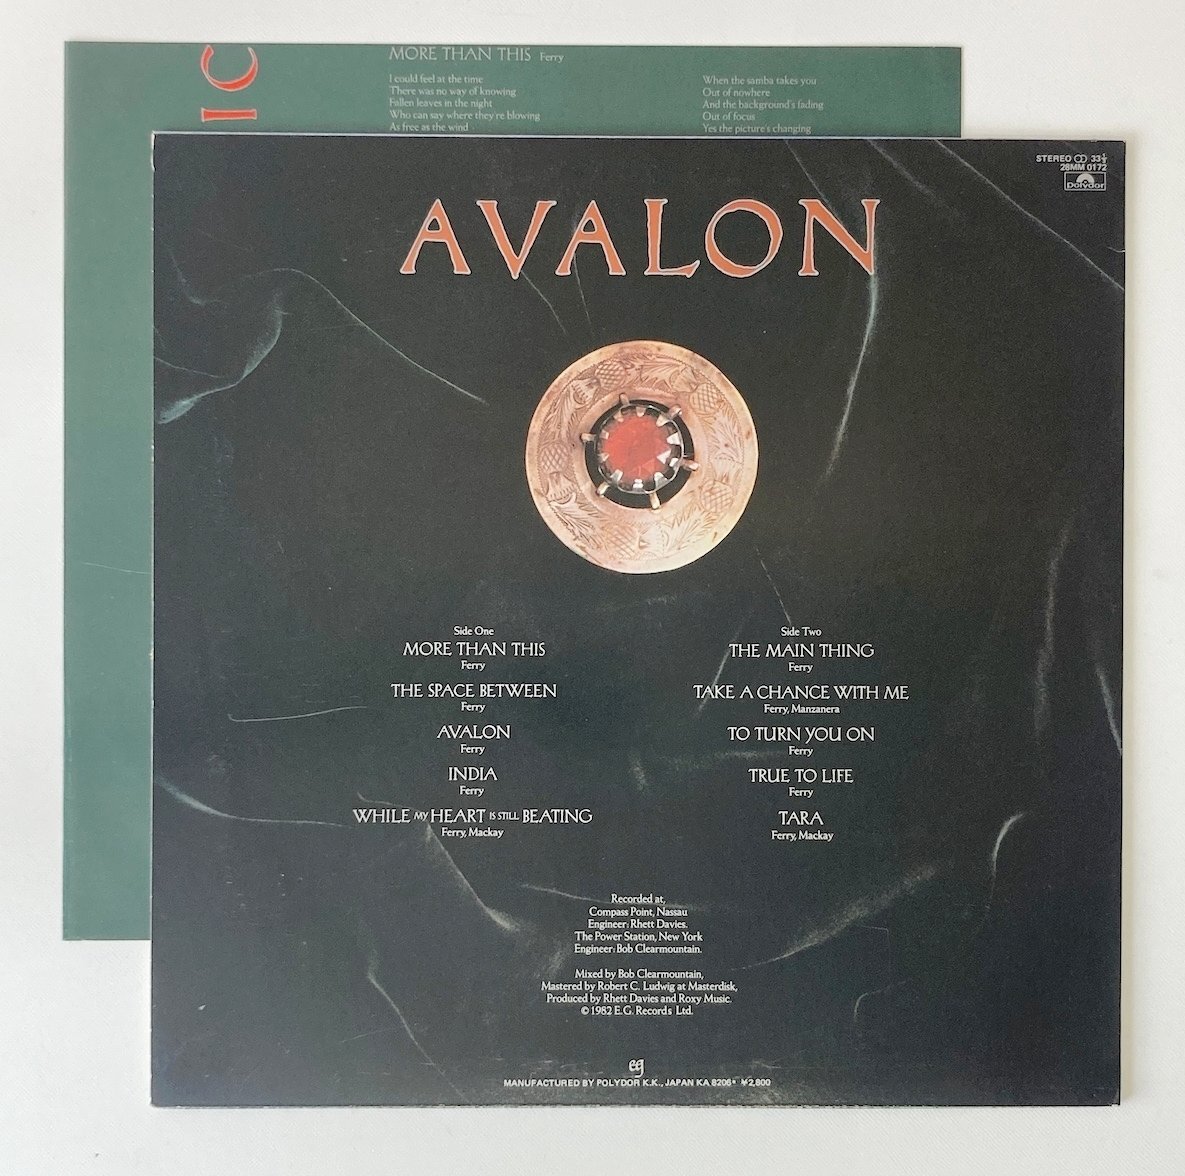 IC
MORE THAN THIS Ferry
I could feel at the time
There was no way of knowing
Fallen leaves in the night
Who can say where they're blowing
As free as the wind
When the samba takes you
Out of nowhere
And the background's fading
Out of focus
Yes the picture's changing
STEREO 33⅓
28MM 0172
Polydor
AVALON
Side One
MORE THAN THIS
Ferry
THE SPACE BETWEEN
Ferry
AVALON
Ferry
INDIA
Ferry
WHILE MY HEART IS STILL BEATING
Ferry, Mackay
Side Two
THE MAIN THING
Ferry
TAKE A CHANCE WITH ME
Ferry, Manzanera
TO TURN YOU ON
Ferry
TRUE TO LIFE
Ferry
TARA
Ferry, Mackay
Recorded at,
Compass Point, Nassau
Engineer: Rhett Davies.
The Power Station, New York
Engineer: Bob Clearmountain.
Mixed by Bob Clearmountain,
Mastered by Robert C. Ludwig at Masterdisk,
Produced by Rhett Davies and Roxy Music.
© 1982 E.G. Records Ltd.
eg
MANUFACTURED BY POLYDOR K.K., JAPAN KA 8206* ¥2,800